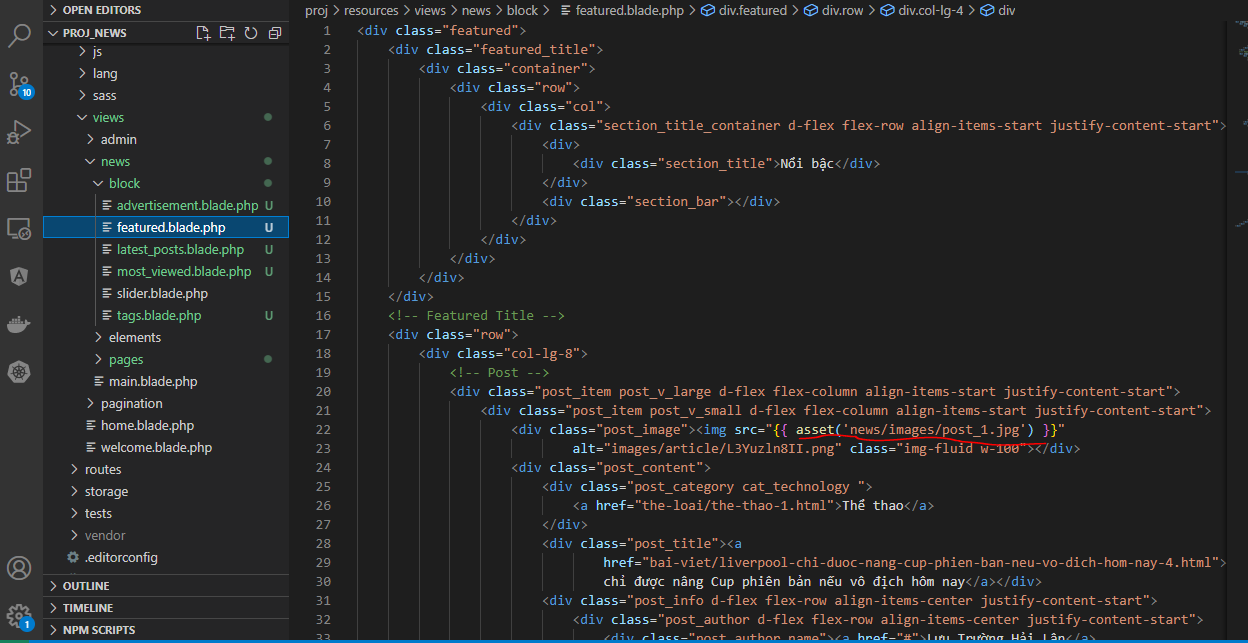 OPEN EDITORS
PROJ_NEWS
js
lang
sass
views
admin
news
block
advertisement.blade.php U
featured.blade.php U
latest_posts.blade.php U
most_viewed.blade.php U
slider.blade.php
tags.blade.php U
elements
pages
main.blade.php
pagination
home.blade.php
welcome.blade.php
routes
storage
tests
vendor
.editorconfig
OUTLINE
TIMELINE
NPM SCRIPTS
10
1
proj > resources > views > news > block > featured.blade.php > div.featured > div.row > div.col-lg-4 > div
1 <div class="featured">
2 <div class="featured_title">
3 <div class="container">
4 <div class="row">
5 <div class="col">
6 <div class="section_title_container d-flex flex-row align-items-start justify-content-start">
7 <div>
8 <div class="section_title">Nổi bậc</div>
9 </div>
10 <div class="section_bar"></div>
11 </div>
12 </div>
13 </div>
14 </div>
15 </div>
16 <!-- Featured Title -->
17 <div class="row">
18 <div class="col-lg-8">
19 <!-- Post -->
20 <div class="post_item post_v_large d-flex flex-column align-items-start justify-content-start">
21 <div class="post_item post_v_small d-flex flex-column align-items-start justify-content-start">
22 <div class="post_image"><img src="{{ asset('news/images/post_1.jpg') }}"
23 alt="images/article/L3Yuzln8II.png" class="img-fluid w-100"></div>
24 <div class="post_content">
25 <div class="post_category cat_technology ">
26 <a href="the-loai/the-thao-1.html">Thể thao</a>
27 </div>
28 <div class="post_title"><a
29 href="bai-viet/liverpool-chi-duoc-nang-cup-phien-ban-neu-vo-dich-hom-nay-4.html">
30 chỉ được nâng Cup phiên bản nếu vô địch hôm nay</a></div>
31 <div class="post_info d-flex flex-row align-items-center justify-content-start">
32 <div class="post_author d-flex flex-row align-items-center justify-content-start">
33 <div class="post_author_name"><a href="#">Lưu Trường Hải Lân</a>